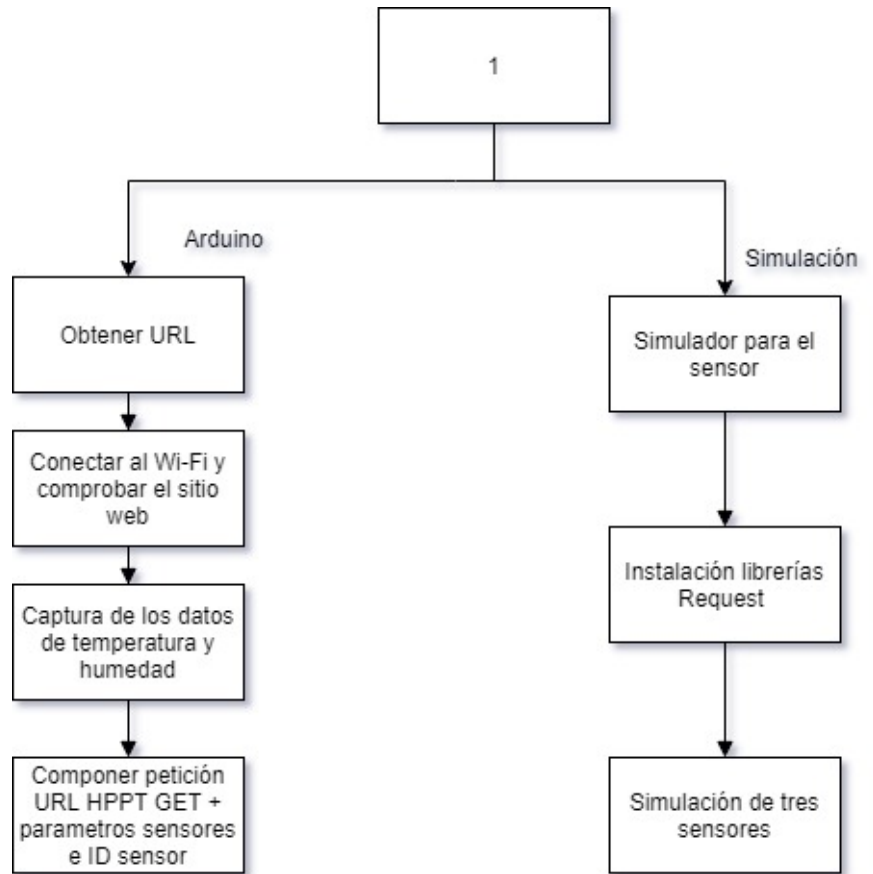 1
Arduino
Obtener URL
Conectar al Wi-Fi y
comprobar el sitio
web
Captura de los datos
de temperatura y
humedad
Componer petición
URL HPPT GET +
parametros sensores
e ID sensor
Simulación
Simulador para el
sensor
Instalación librerías
Request
Simulación de tres
sensores